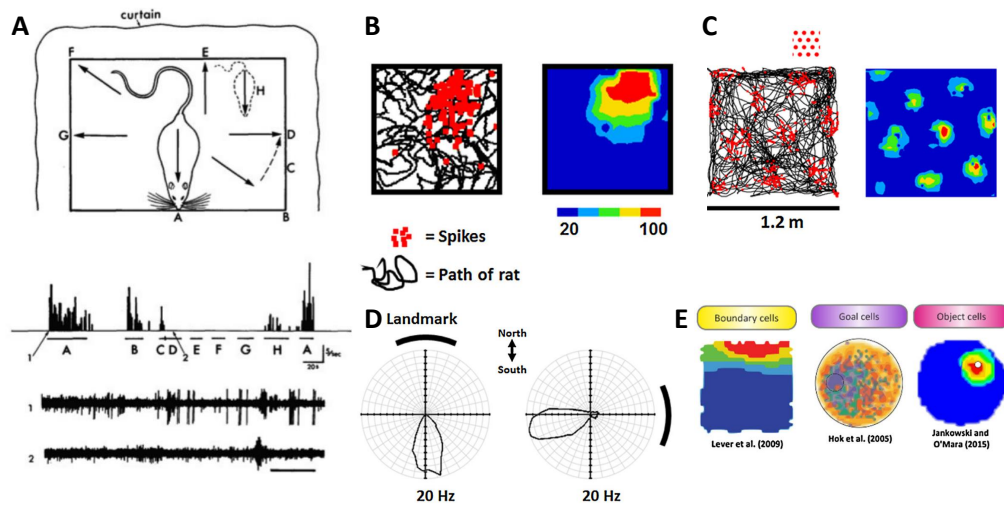 A
curtain
F
E
H
G
D
C
A
B
1
A
B
C
D
2
E
F
G
H
A
20s
1
2
B
20
100
= Spikes
= Path of rat
C
1.2 m
D
Landmark
North
South
20 Hz
20 Hz
E
Boundary cells
Goal cells
Object cells
Lever et al. (2009)
Hok et al. (2005)
Jankowski and
O'Mara (2015)